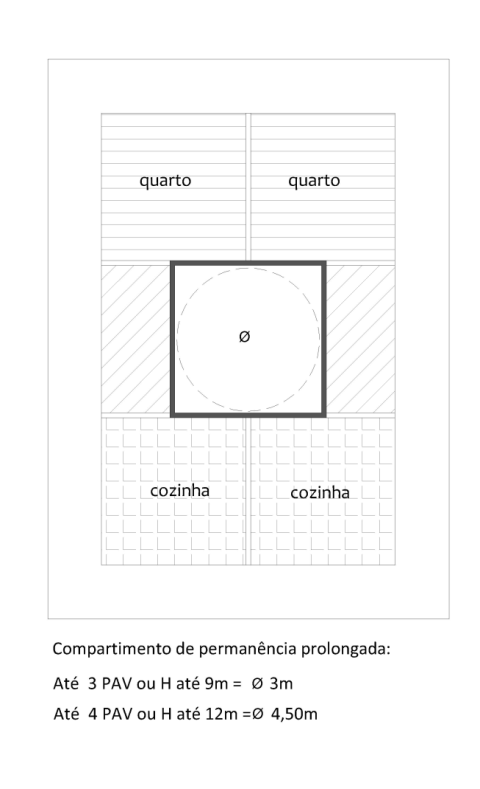 quarto quarto
Ø
cozinha cozinha
Compartimento de permanência prolongada:
Até 3 PAV ou H até 9m = Ø 3m
Até 4 PAV ou H até 12m =Ø 4,50m